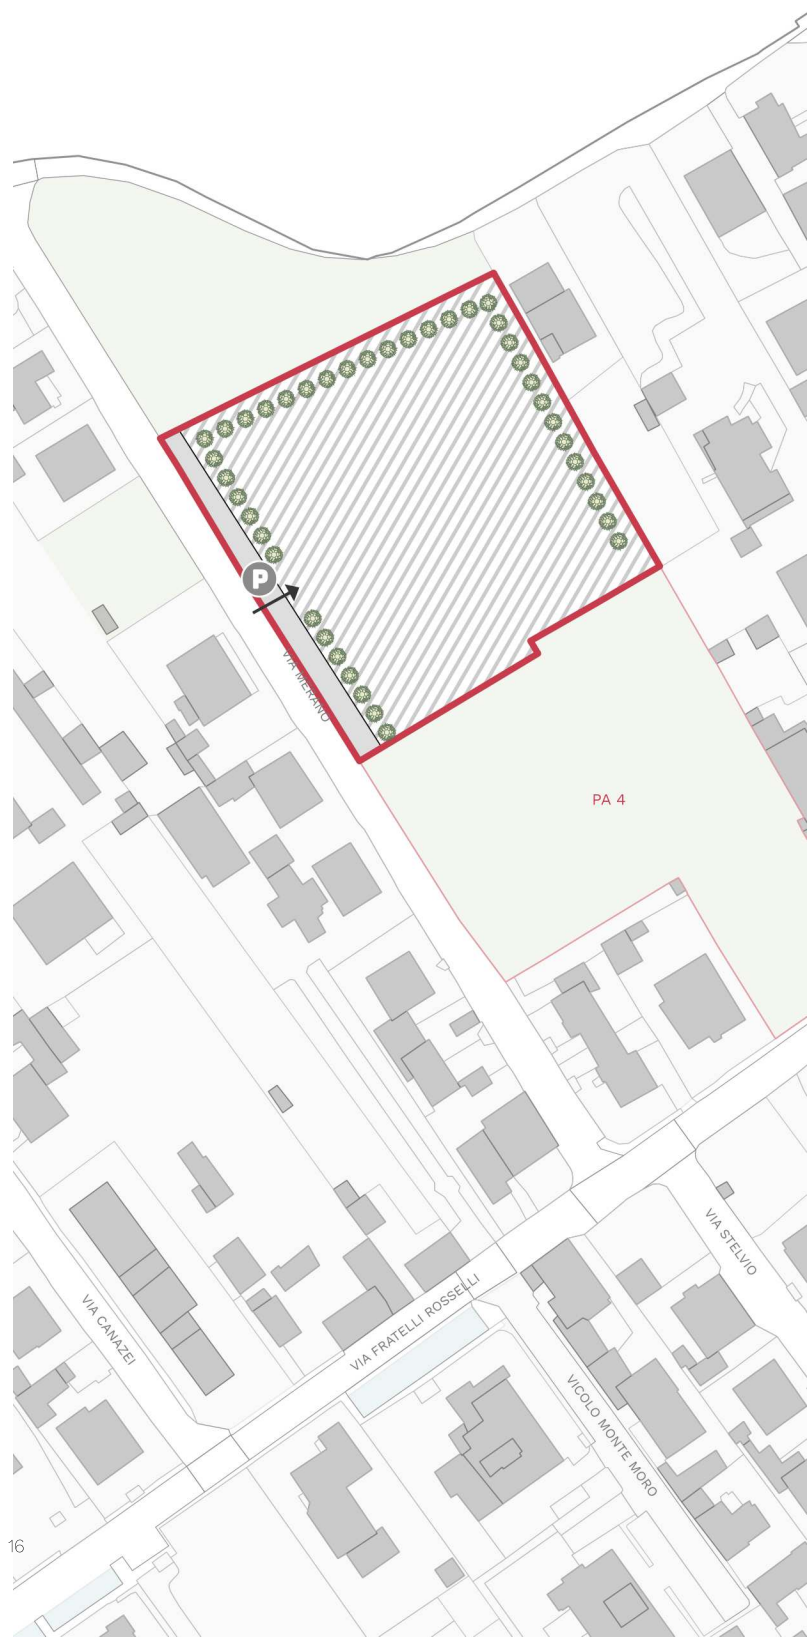 P
VIA MERANO
PA 4
VIA STELVIO
VIA FRATELLI ROSSELLI
VIA CANAZEI
VICOLO MONTE MORO
16